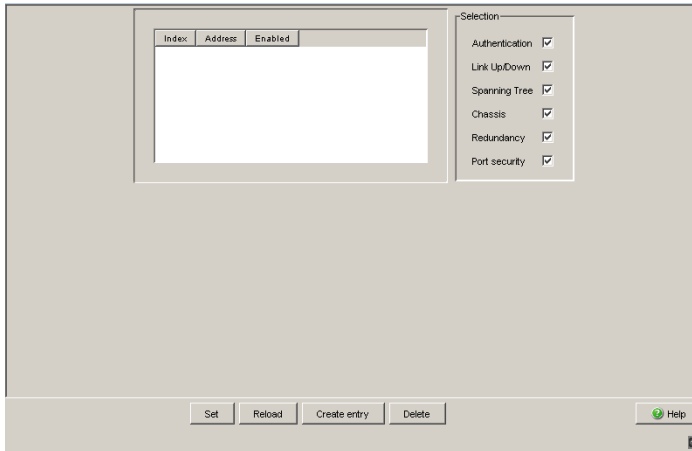 Selection
Index Address Enabled
Authentication
Link Up/Down
Spanning Tree
Chassis
Redundancy
Port security
Set Reload Create entry Delete Help